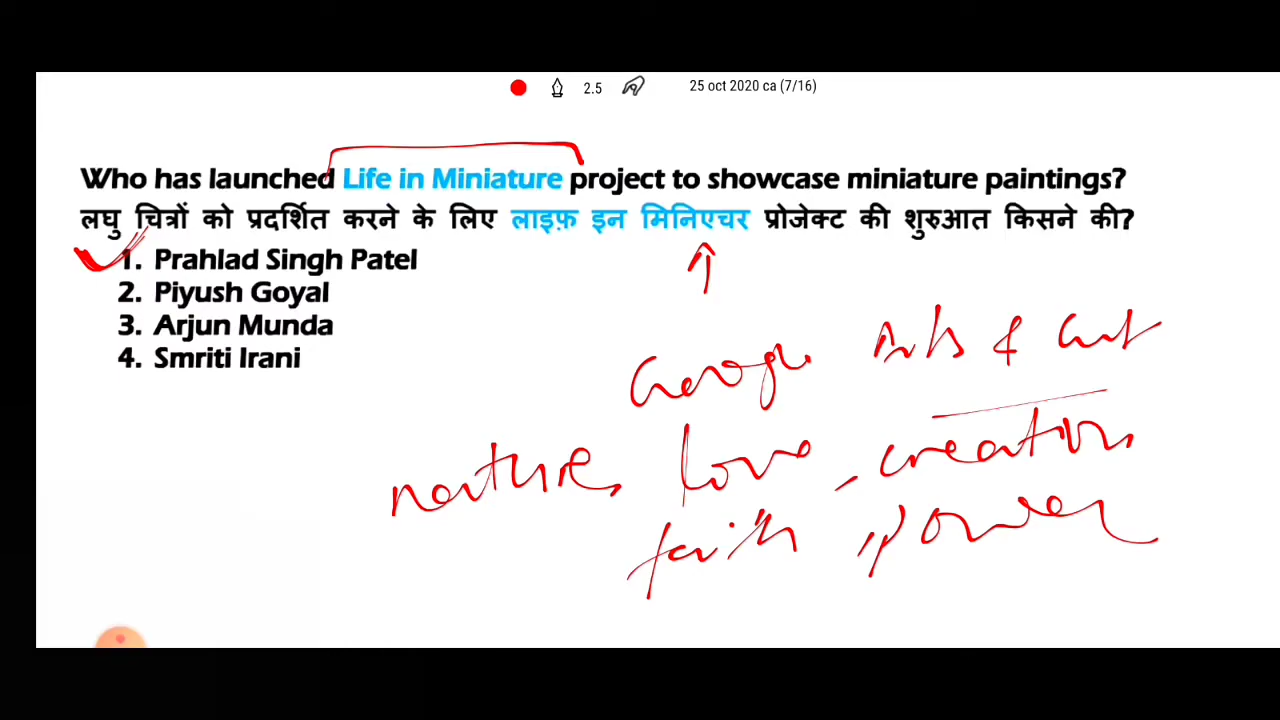 2.5 25 oct 2020 ca (7/16)
Who has launched Life in Miniature project to showcase miniature paintings?
लघु चित्रों को प्रदर्शित करने के लिए लाइफ़ इन मिनिएचर प्रोजेक्ट की शुरुआत किसने की?
1. Prahlad Singh Patel
2. Piyush Goyal
3. Arjun Munda
4. Smriti Irani
Google Arts &
nature, love, creation
faith, power